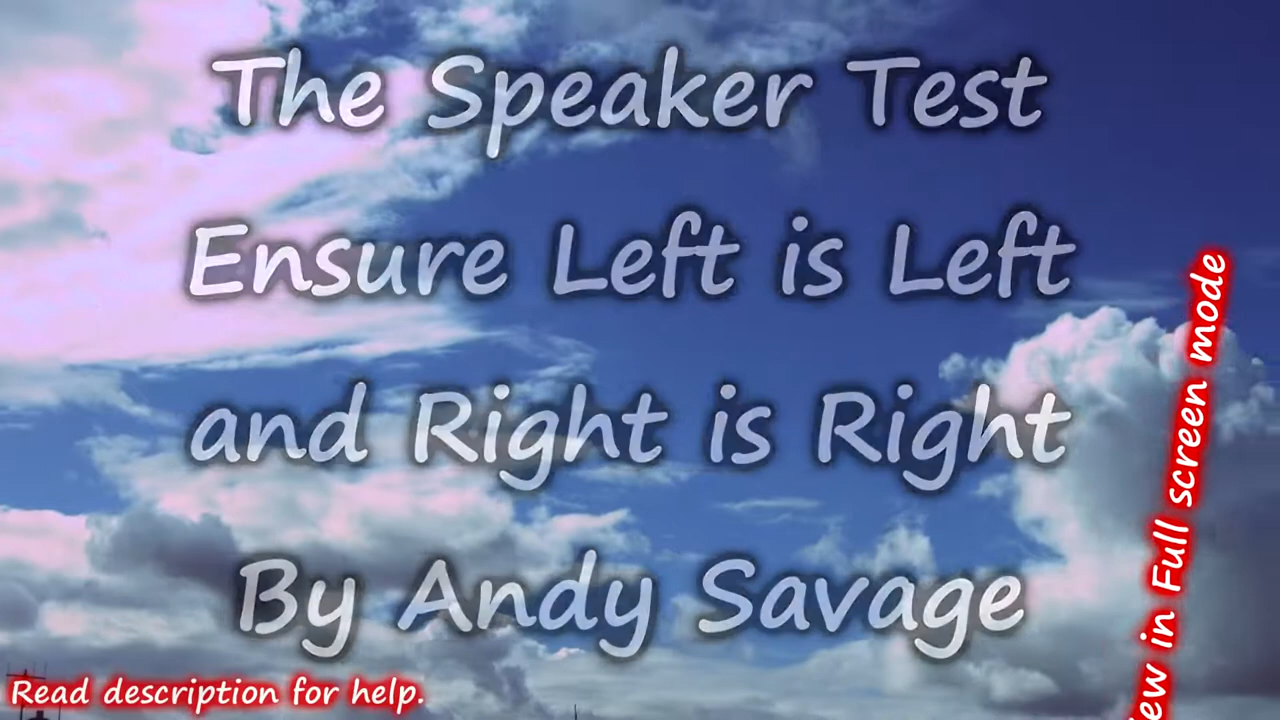 The Speaker Test
Ensure Left is Left
and Right is Right
By Andy Savage
Read description for help.
in Full screen mode